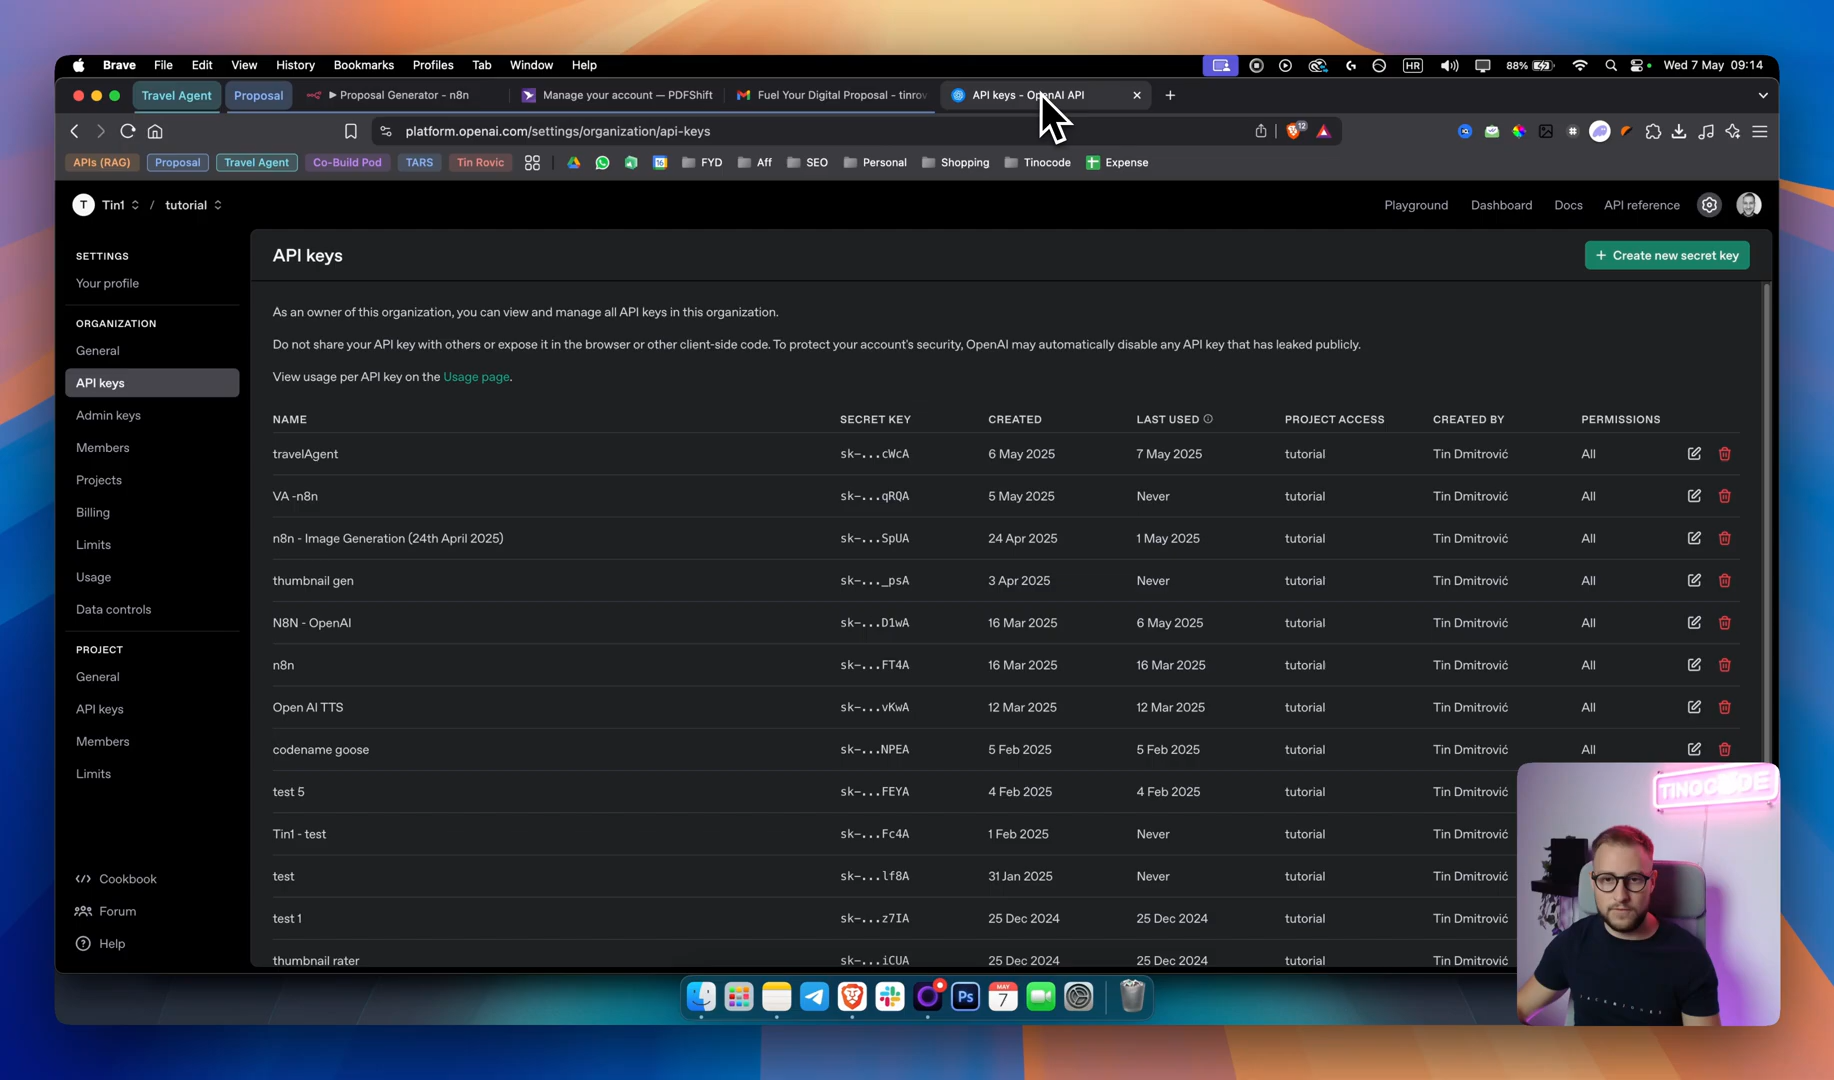 Brave File Edit View History Bookmarks Profiles Tab Window Help
HR 88% Wed 7 May 09:14
Travel Agent Proposal Proposal Generator - n8n Manage your account — PDFShift Fuel Your Digital Proposal - tinrov API keys - OpenAI API
platform.openai.com/settings/organization/api-keys
12
APIs (RAG) Proposal Travel Agent Co-Build Pod TARS Tin Rovic 16 FYD Aff SEO Personal Shopping Tinocode Expense
T Tin1 / tutorial
Playground Dashboard Docs API reference
SETTINGS
Your profile
ORGANIZATION
General
API keys
Admin keys
Members
Projects
Billing
Limits
Usage
Data controls
PROJECT
General
API keys
Members
Limits
Cookbook
Forum
Help
API keys
+ Create new secret key
As an owner of this organization, you can view and manage all API keys in this organization.
Do not share your API key with others or expose it in the browser or other client-side code. To protect your account's security, OpenAI may automatically disable any API key that has leaked publicly.
View usage per API key on the Usage page.
NAME SECRET KEY CREATED LAST USED PROJECT ACCESS CREATED BY PERMISSIONS
travelAgent sk-...cWcA 6 May 2025 7 May 2025 tutorial Tin Dmitrović All
VA -n8n sk-...qRQA 5 May 2025 Never tutorial Tin Dmitrović All
n8n - Image Generation (24th April 2025) sk-...SpUA 24 Apr 2025 1 May 2025 tutorial Tin Dmitrović All
thumbnail gen sk-..._psA 3 Apr 2025 Never tutorial Tin Dmitrović All
N8N - OpenAI sk-...D1wA 16 Mar 2025 6 May 2025 tutorial Tin Dmitrović All
n8n sk-...FT4A 16 Mar 2025 16 Mar 2025 tutorial Tin Dmitrović All
Open AI TTS sk-...vKwA 12 Mar 2025 12 Mar 2025 tutorial Tin Dmitrović All
codename goose sk-...NPEA 5 Feb 2025 5 Feb 2025 tutorial Tin Dmitrović All
test 5 sk-...FEYA 4 Feb 2025 4 Feb 2025 tutorial Tin Dmitrović
Tin1 - test sk-...Fc4A 1 Feb 2025 Never tutorial Tin Dmitrović
test sk-...lf8A 31 Jan 2025 Never tutorial Tin Dmitrović
test 1 sk-...z7IA 25 Dec 2024 25 Dec 2024 tutorial Tin Dmitrović
thumbnail rater sk-...iCUA 25 Dec 2024 25 Dec 2024 tutorial Tin Dmitrović
TINOCODE
Ps
MAY
7